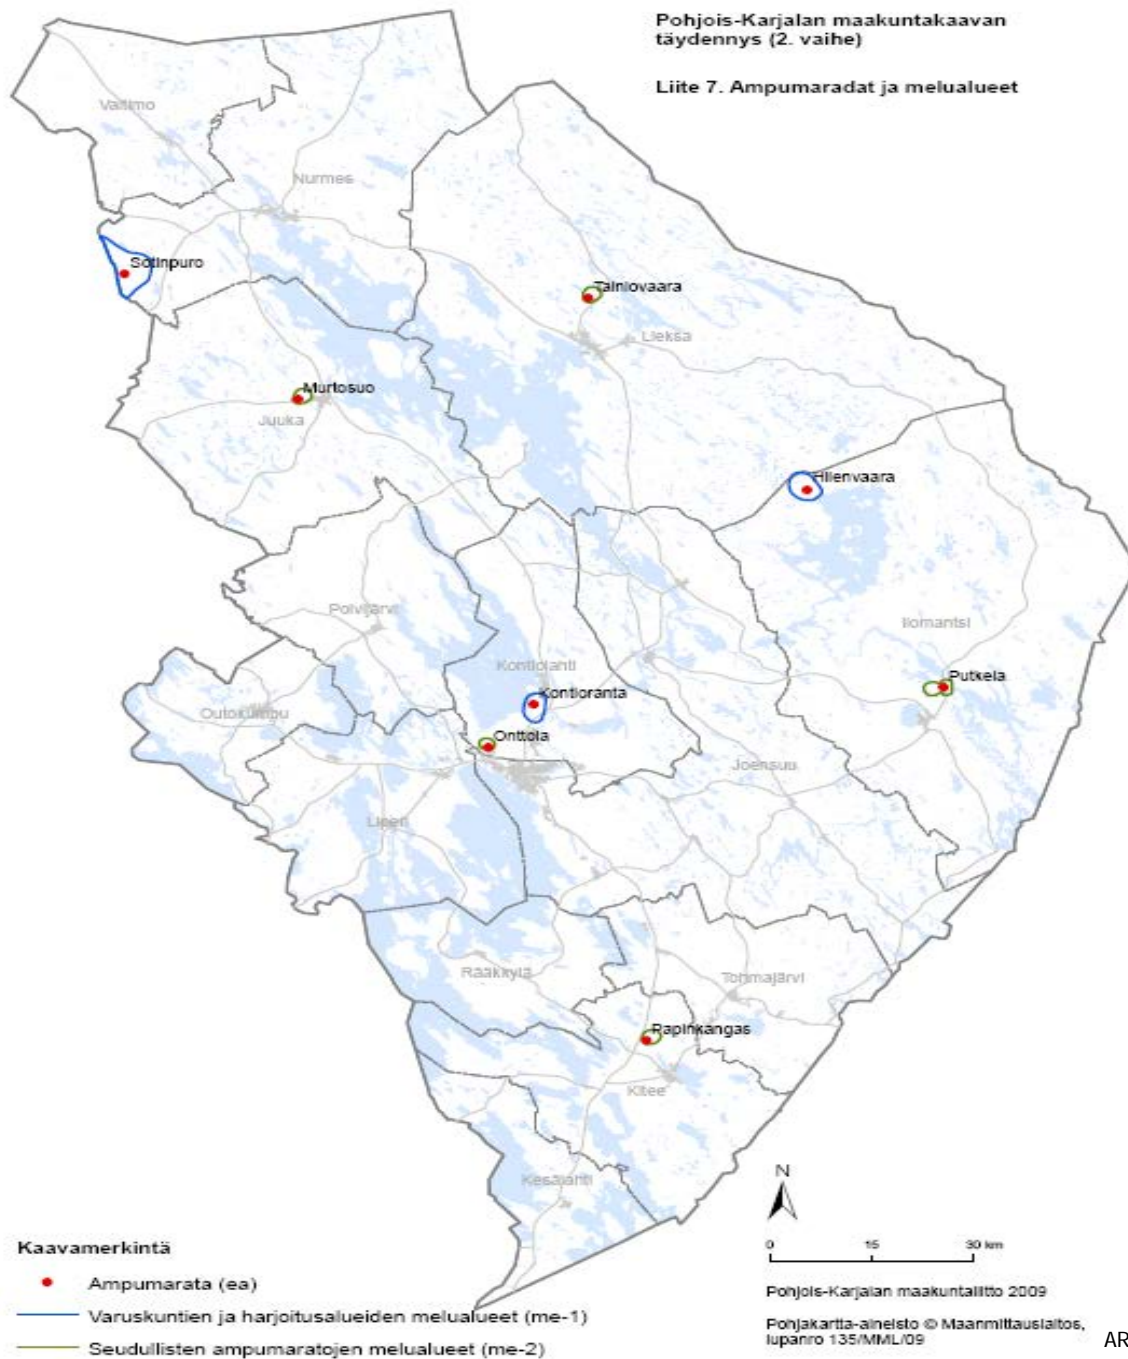 Pohjois-Karjalan maakuntakaavan
täydennys (2. vaihe)
Liite 7. Ampumaradat ja melualueet
Valtimo
Nurmes
Sotinpuro
Tainiovaara
Lieksa
Murtosuo
Juuka
Hiienvaara
Polvijärvi
Ilomantsi
Kontiolahti
Putkela
Kontioranta
Outokumpu
Onttola
Joensuu
Liperi
Rääkkylä
Tohmajärvi
Papinkangas
Kitee
Kesälahti
N
0 15 30 km
Kaavamerkintä
Ampumarata (ea)
Varuskuntien ja harjoitusalueiden melualueet (me-1)
Seudullisten ampumaratojen melualueet (me-2)
Pohjois-Karjalan maakuntaliitto 2009
Pohjakartta-aineisto © Maanmittauslaitos,
lupanro 135/MML/09
AR